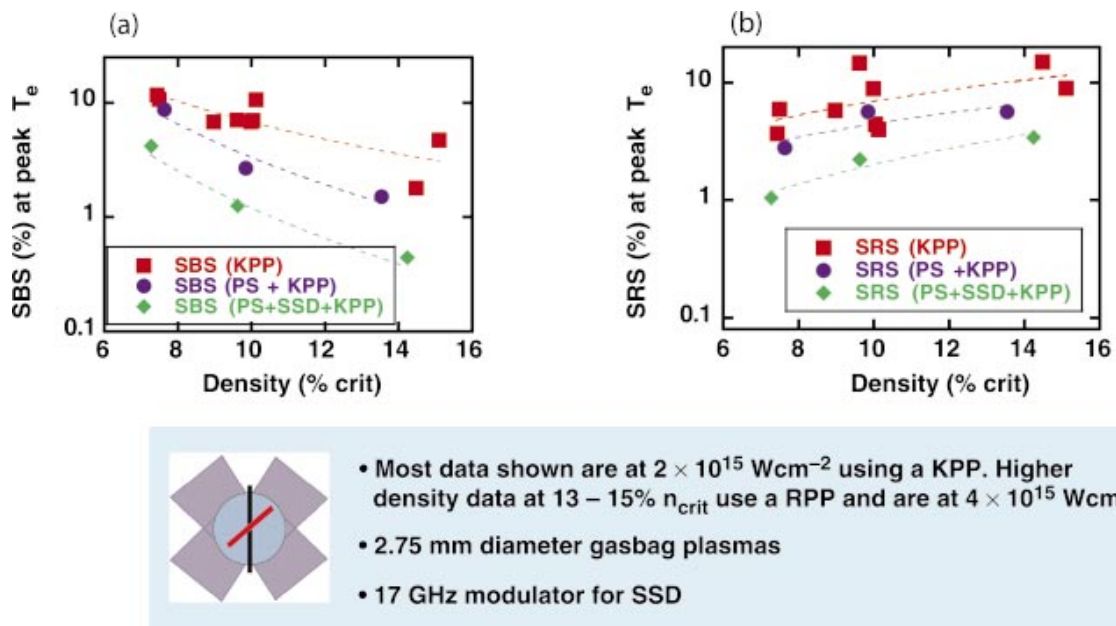 (a)
SBS (%) at peak Tₑ
10
1
0.1
SBS (KPP)
SBS (PS + KPP)
SBS (PS+SSD+KPP)
6 8 10 12 14 16
Density (% crit)
(b)
SRS (%) at peak Tₑ
10
1
0.1
SRS (KPP)
SRS (PS +KPP)
SRS (PS+SSD+KPP)
6 8 10 12 14 16
Density (% crit)
• Most data shown are at 2 × 10¹⁵ Wcm⁻² using a KPP. Higher
density data at 13 – 15% n_crit use a RPP and are at 4 × 10¹⁵ Wcm
• 2.75 mm diameter gasbag plasmas
• 17 GHz modulator for SSD